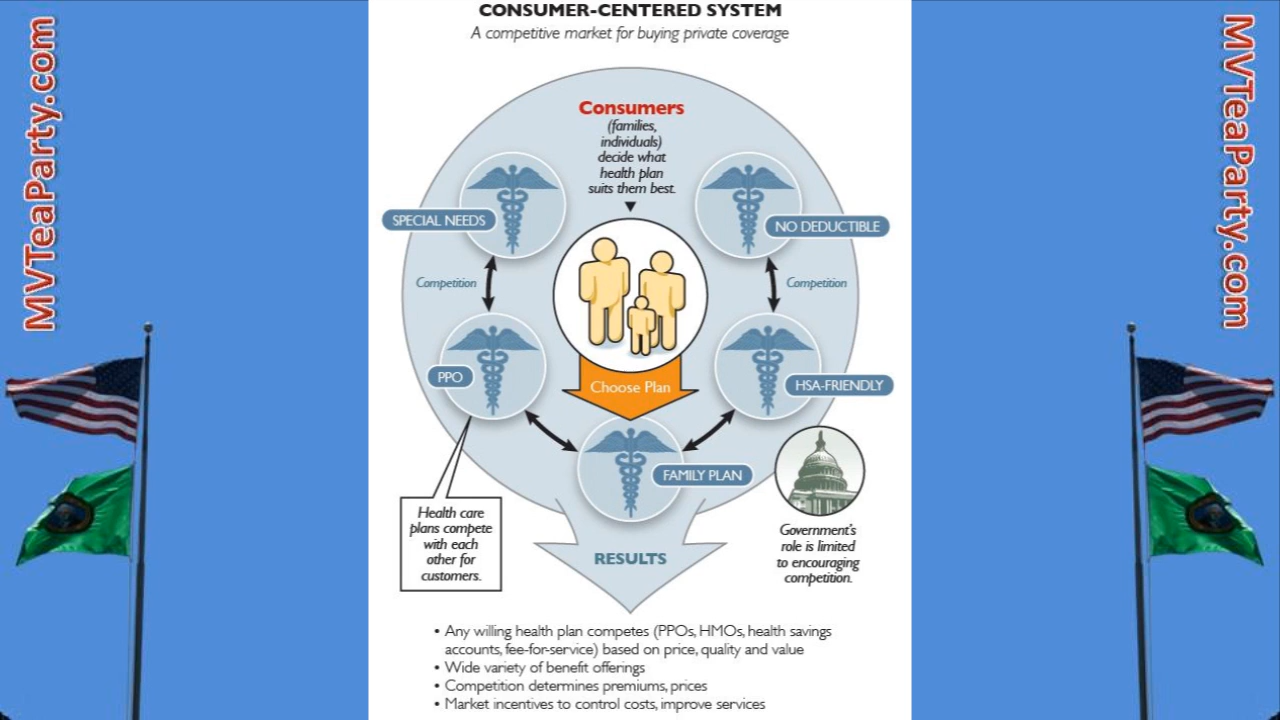 MVTeaParty.com
CONSUMER-CENTERED SYSTEM
A competitive market for buying private coverage
Consumers
(families,
individuals)
decide what
health plan
suits them best.
SPECIAL NEEDS
NO DEDUCTIBLE
Competition
Competition
PPO
HSA-FRIENDLY
Choose Plan
FAMILY PLAN
Health care
plans compete
with each
other for
customers.
Government's
role is limited
to encouraging
competition.
RESULTS
• Any willing health plan competes (PPOs, HMOs, health savings
accounts, fee-for-service) based on price, quality and value
• Wide variety of benefit offerings
• Competition determines premiums, prices
• Market incentives to control costs, improve services
MVTeaParty.com